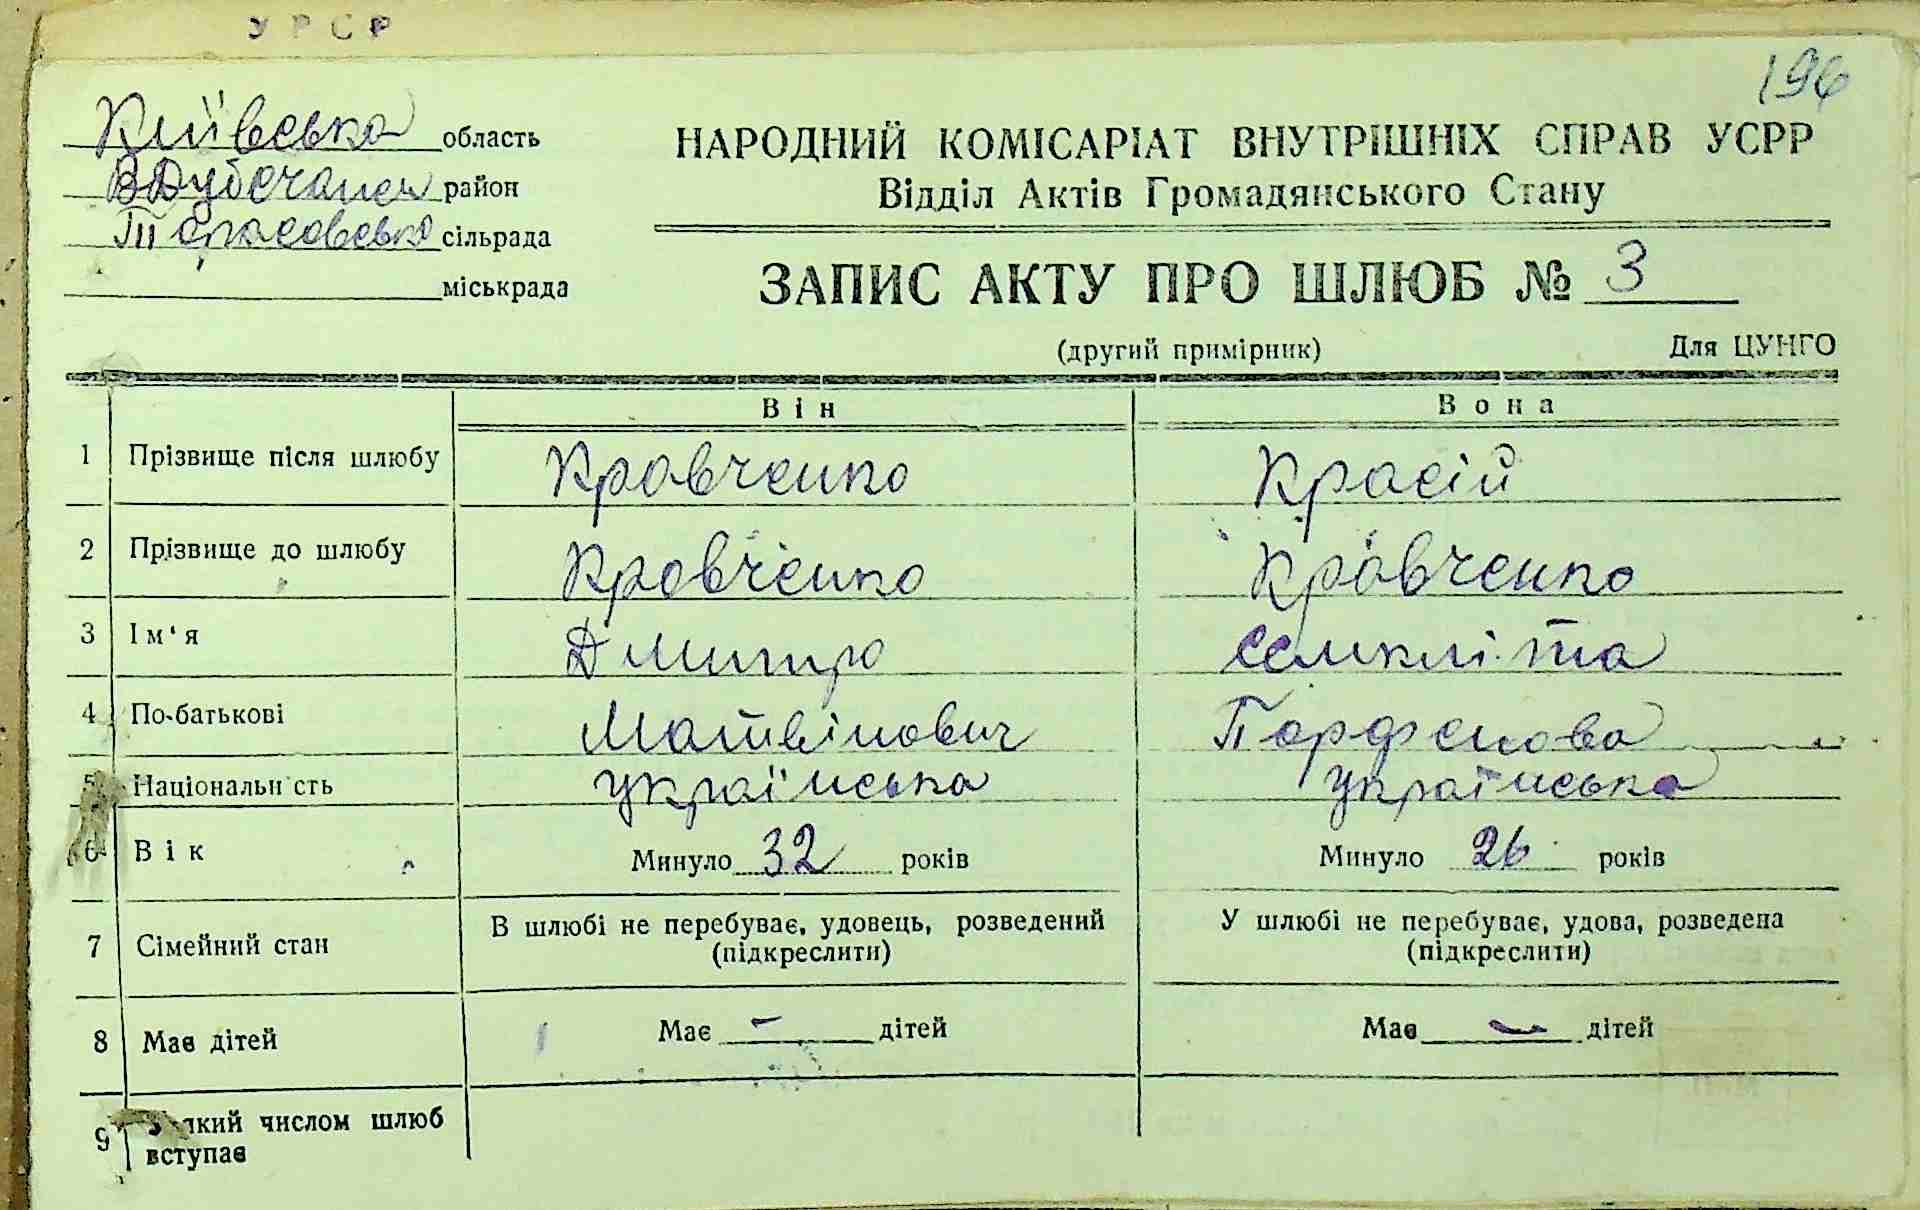 УРСР
196
Київська область
ВДубечанськ район
Тарасовська сільрада
міськрада
НАРОДНИЙ КОМІСАРІАТ ВНУТРІШНІХ СПРАВ УСРР
Відділ Актів Громадянського Стану
ЗАПИС АКТУ ПРО ШЛЮБ № 3
(другий примірник) Для ЦУНГО
Він Вона
1 Прізвище після шлюбу Кравченко Красій
2 Прізвище до шлюбу Кравченко Кравченко
3 Ім'я Дмитро
4 По-батькові Матвіпович Парфенова
5 Національність українська українська
6 Вік Минуло 32 років Минуло 26 років
7 Сімейний стан В шлюбі не перебуває, удовець, розведений (підкреслити) У шлюбі не перебуває, удова, розведена (підкреслити)
8 Має дітей Має - дітей Має - дітей
9 числом шлюб
вступає